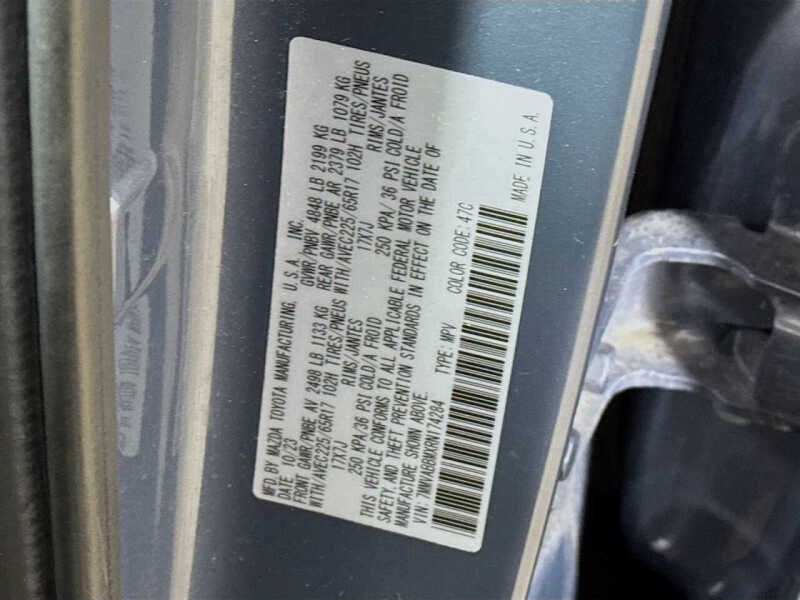 MFD. BY MAZDA TOYOTA MANUFACTURING, U.S.A., INC.
DATE 10/23 GVWR/PNBV 4848 LB 2199 KG
FRONT GAWR/PNBE AV 2498 LB 1133 KG REAR GAWR/PNBE AR 2379 LB 1079 KG
WITH/AVEC225/65R17 102H TIRES/PNEUS WITH/AVEC225/65R17 102H TIRES/PNEUS
17X7J RIMS/JANTES 17X7J RIMS/JANTES
250 KPA/36 PSI COLD/A FROID 250 KPA/36 PSI COLD/A FROID
THIS VEHICLE CONFORMS TO ALL APPLICABLE FEDERAL MOTOR VEHICLE
SAFETY, AND THEFT PREVENTION STANDARDS IN EFFECT ON THE DATE OF
MANUFACTURE SHOWN ABOVE.
VIN: 7MMVABBMXRN174284 TYPE: MPV COLOR CODE: 47C
MADE IN U.S.A.